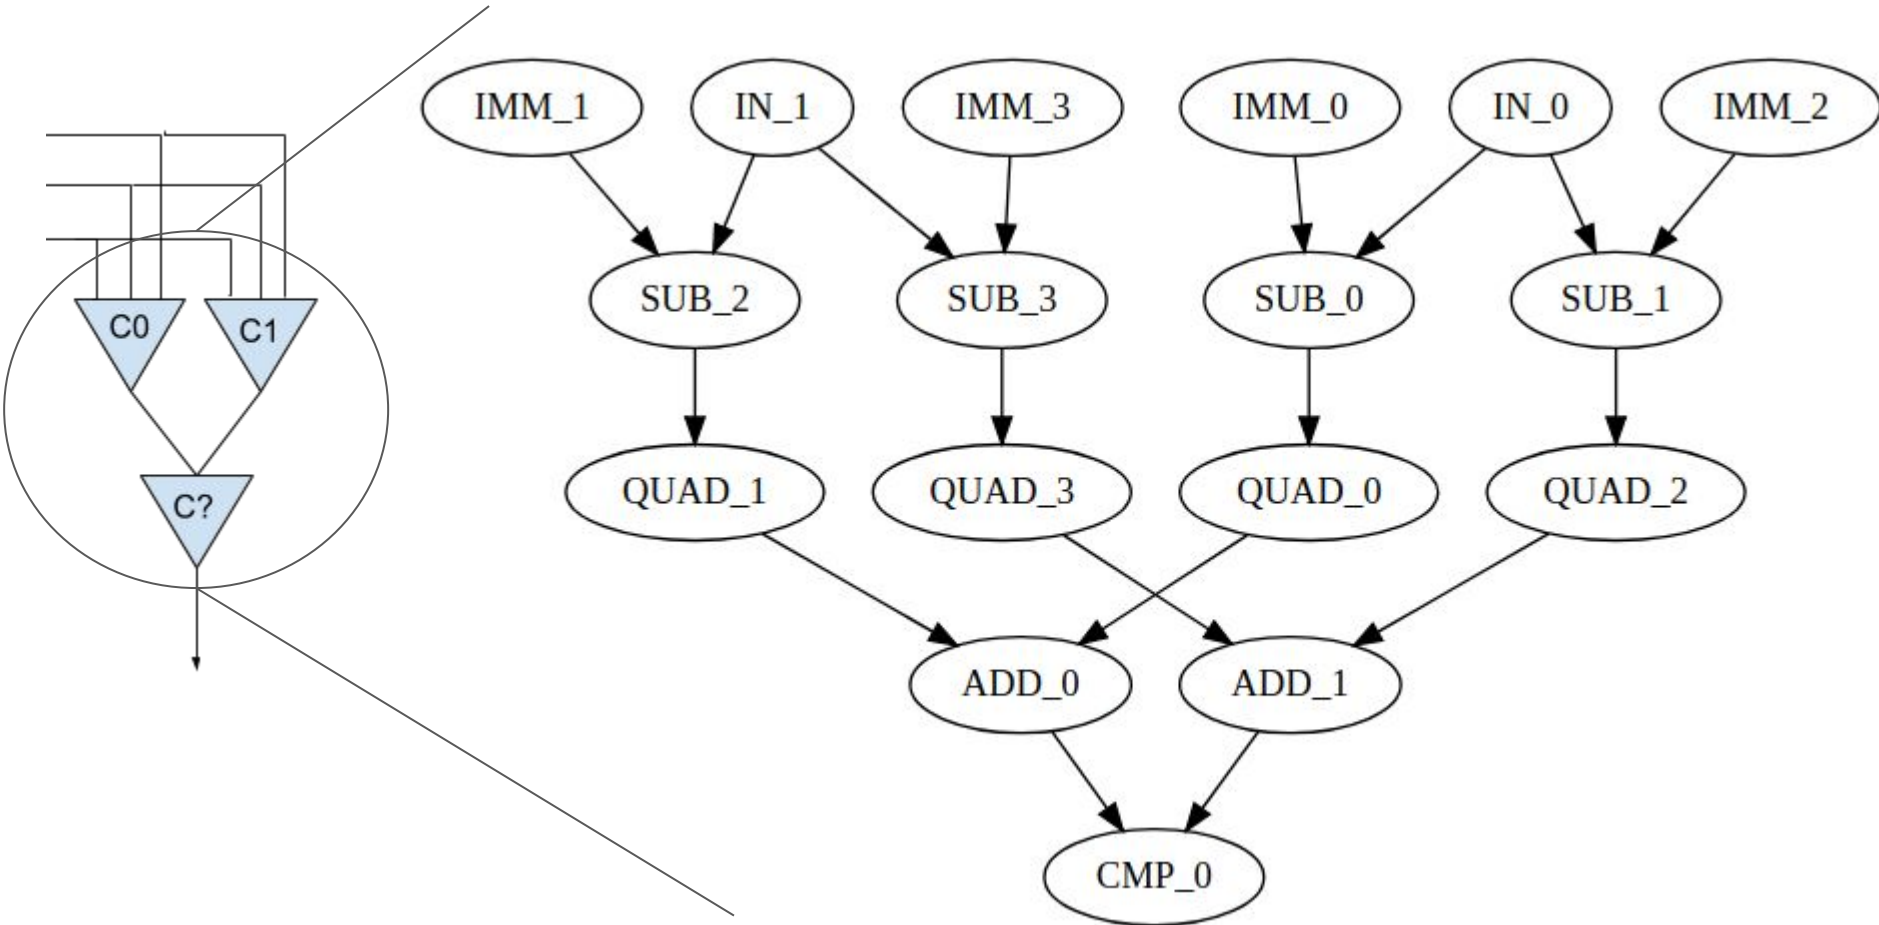 IMM_1 IN_1 IMM_3 IMM_0 IN_0 IMM_2
SUB_2 SUB_3 SUB_0 SUB_1
C0 C1
QUAD_1 QUAD_3 QUAD_0 QUAD_2
C?
ADD_0 ADD_1
CMP_0